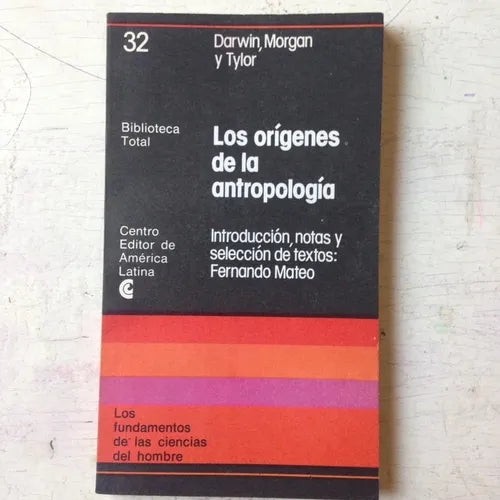 32
Darwin, Morgan
y Tylor
Biblioteca
Total
Los orígenes
de la
antropología
Centro
Editor de
América
Latina
Introducción, notas y
selección de textos:
Fernando Mateo
Los
fundamentos
de las ciencias
del hombre